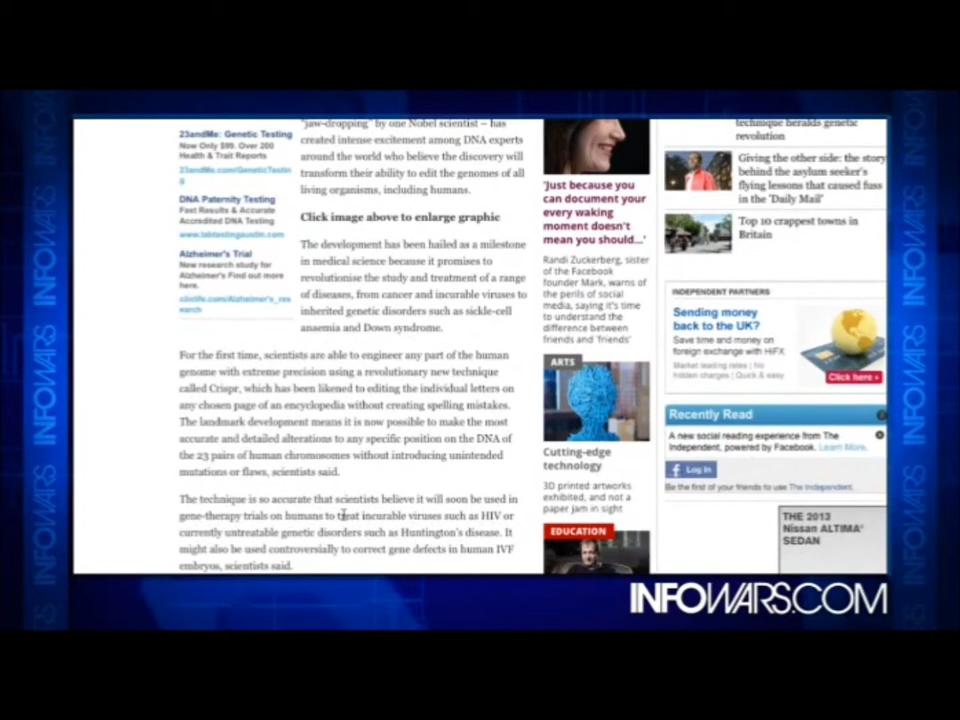 23andMe: Genetic Testing
Now Only $99. Over 200
Health & Trait Reports
23andMe.com/GeneticTestin
g
DNA Paternity Testing
Fast Results & Accurate
Accredited DNA Testing
www.labtestingaustin.com
Alzheimer's Trial
New research study for
Alzheimer's Find out more
here.
clinlife.com/Alzheimer's_res
earch
"jaw-dropping" by one Nobel scientist – has
created intense excitement among DNA experts
around the world who believe the discovery will
transform their ability to edit the genomes of all
living organisms, including humans.
Click image above to enlarge graphic
The development has been hailed as a milestone
in medical science because it promises to
revolutionise the study and treatment of a range
of diseases, from cancer and incurable viruses to
inherited genetic disorders such as sickle-cell
anaemia and Down syndrome.
For the first time, scientists are able to engineer any part of the human
genome with extreme precision using a revolutionary new technique
called Crispr, which has been likened to editing the individual letters on
any chosen page of an encyclopedia without creating spelling mistakes.
The landmark development means it is now possible to make the most
accurate and detailed alterations to any specific position on the DNA of
the 23 pairs of human chromosomes without introducing unintended
mutations or flaws, scientists said.
The technique is so accurate that scientists believe it will soon be used in
gene-therapy trials on humans to treat incurable viruses such as HIV or
currently untreatable genetic disorders such as Huntington's disease. It
might also be used controversially to correct gene defects in human IVF
embryos, scientists said.
'Just because you
can document your
every waking
moment doesn't
mean you should...'
Randi Zuckerberg, sister
of the Facebook
founder Mark, warns of
the perils of social
media, saying it's time
to understand the
difference between
friends and 'friends'
ARTS
Cutting-edge
technology
3D printed artworks
exhibited, and not a
paper jam in sight
EDUCATION
technique heralds genetic
revolution
Giving the other side: the story
behind the asylum seeker's
flying lessons that caused fuss
in the 'Daily Mail'
Top 10 crappest towns in
Britain
INDEPENDENT PARTNERS
Sending money
back to the UK?
Save time and money on
foreign exchange with HiFX
Market leading rates | No
hidden charges | Quick & easy
Click here
Recently Read
A new social reading experience from The
Independent, powered by Facebook. Learn More.
f Log in
Be the first of your friends to use The Independent.
THE 2013
Nissan ALTIMA
SEDAN
INFOWARS.COM
INFOWARS
INFOWARS